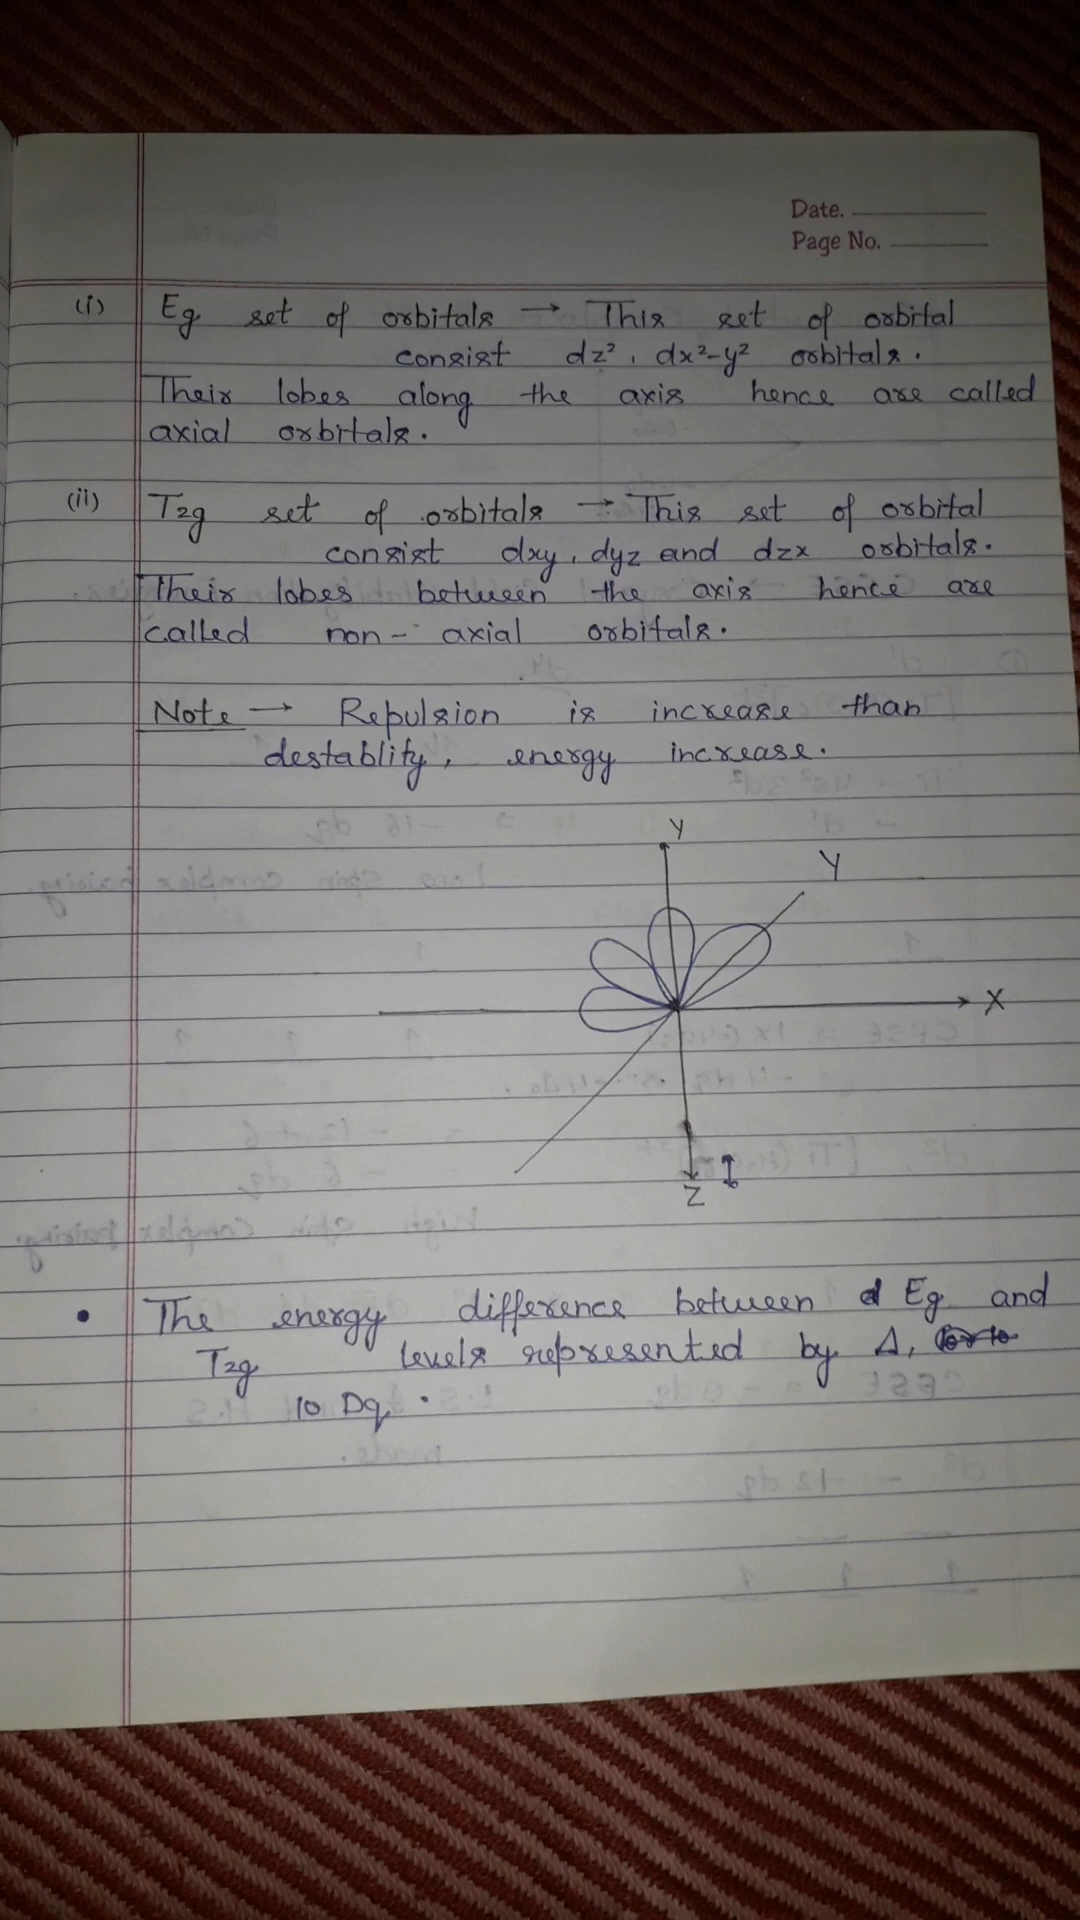 Date.
Page No.
(i) Eg set of orbitals → This set of orbital
consist dz², dx²-y² orbitals.
Their lobes along the axis hence are called
axial orbitals.
(ii) T2g set of orbitals → This set of orbital
consist dxy, dyz and dzx orbitals.
Their lobes between the axis hence are
called non-axial orbitals.
Note → Repulsion is increase than
destablity, energy increase.
Y
Y
X
Z
• The energy difference between Eg and
T2g levels represented by Δ,
10 Dq.